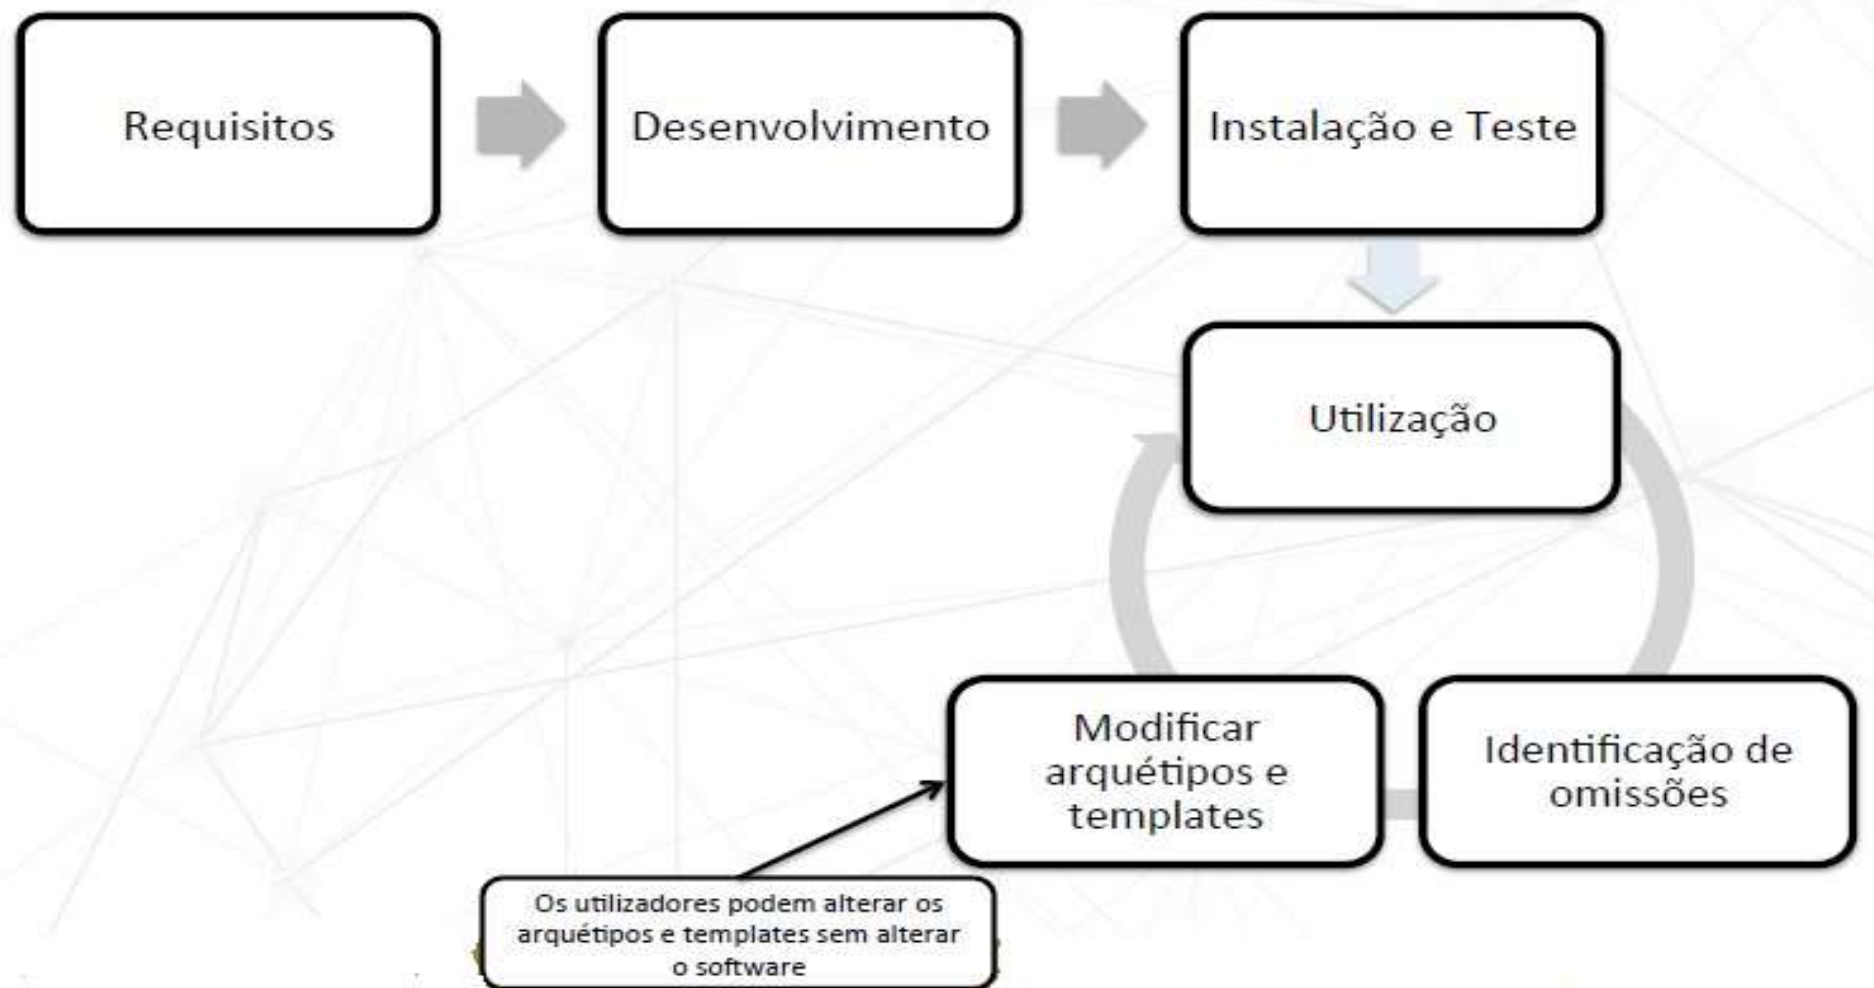 Requisitos
Desenvolvimento
Instalação e Teste
Utilização
Modificar
arquétipos e
templates
Identificação de
omissões
Os utilizadores podem alterar os
arquétipos e templates sem alterar
o software